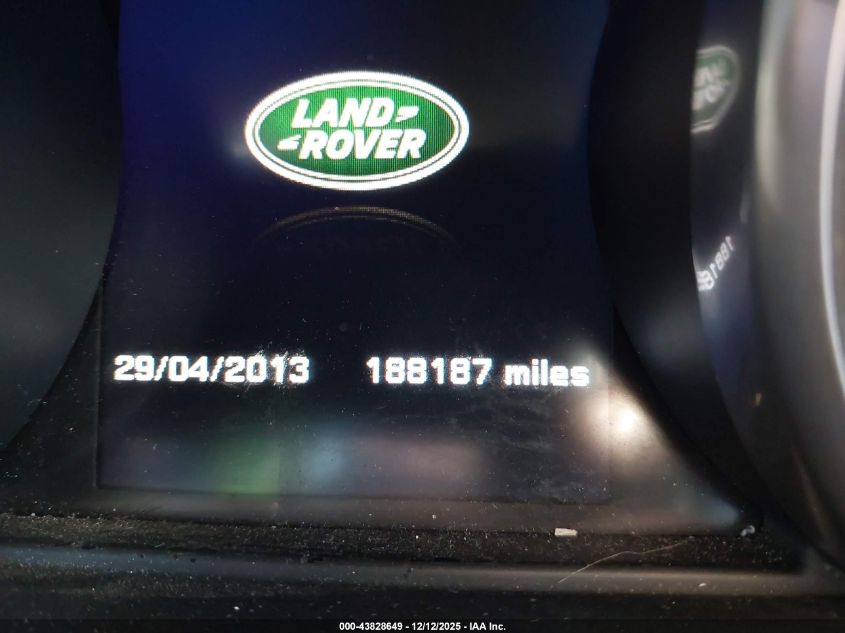 LAND
ROVER
29/04/2013 188187 miles
000-43828649 - 12/12/2025 - IAA Inc.